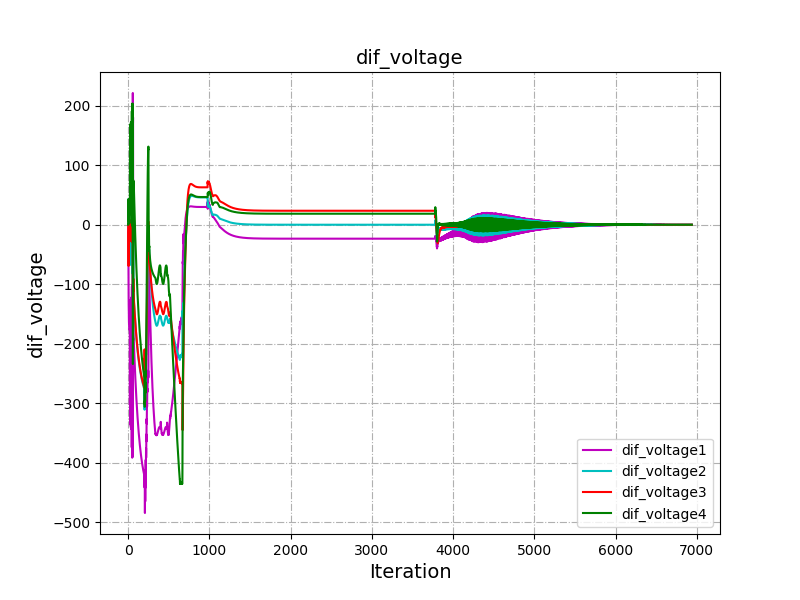 dif_voltage
200
100
0
−100
−200
−300
−400
−500
dif_voltage
0
1000
2000
3000
4000
5000
6000
7000
Iteration
dif_voltage1
dif_voltage2
dif_voltage3
dif_voltage4